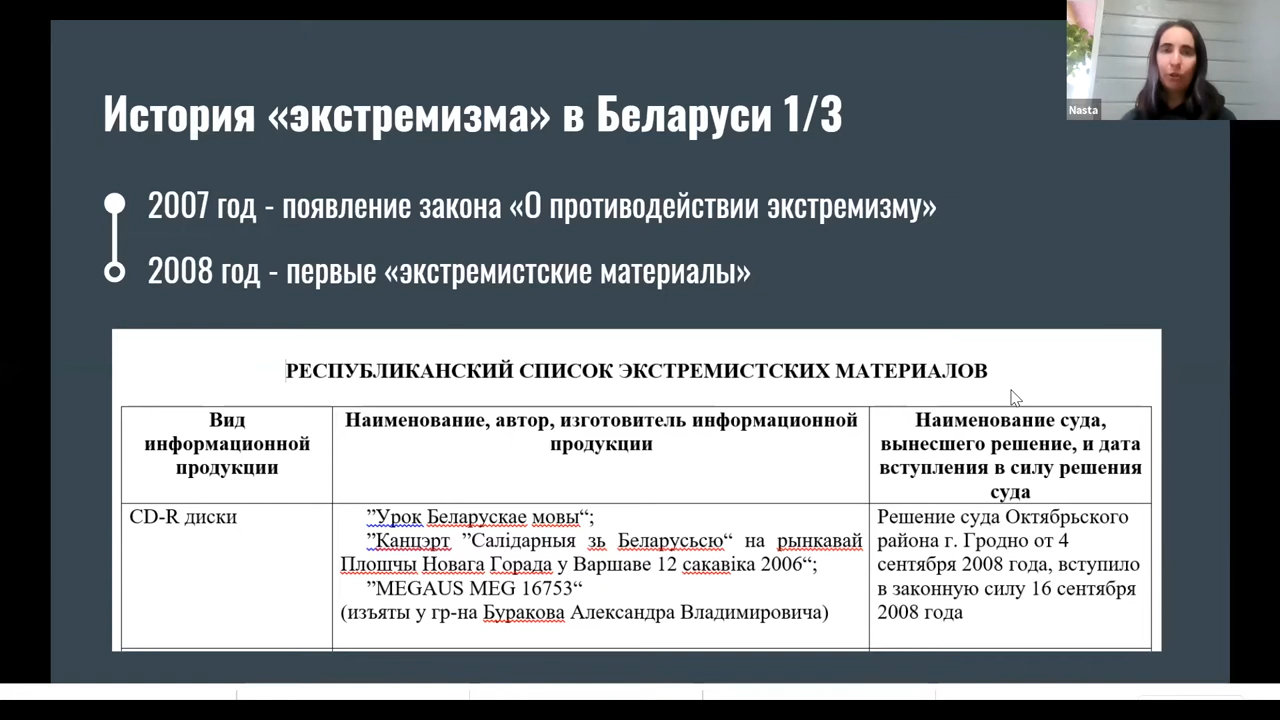 История «экстремизма» в Беларуси 1/3
Nasta
2007 год - появление закона «О противодействии экстремизму»
2008 год - первые «экстремистские материалы»
РЕСПУБЛИКАНСКИЙ СПИСОК ЭКСТРЕМИСТСКИХ МАТЕРИАЛОВ
Вид
информационной
продукции
Наименование, автор, изготовитель информационной
продукции
Наименование суда,
вынесшего решение, и дата
вступления в силу решения
суда
CD-R диски
”Урок Беларускае мовы“;
”Канцэрт ”Салідарныя зь Беларусьсю“ на рынкавай
Плошчы Новага Горада у Варшаве 12 сакавіка 2006“;
”MEGAUS MEG 16753“
(изъяты у гр-на Буракова Александра Владимировича)
Решение суда Октябрьского
района г. Гродно от 4
сентября 2008 года, вступило
в законную силу 16 сентября
2008 года